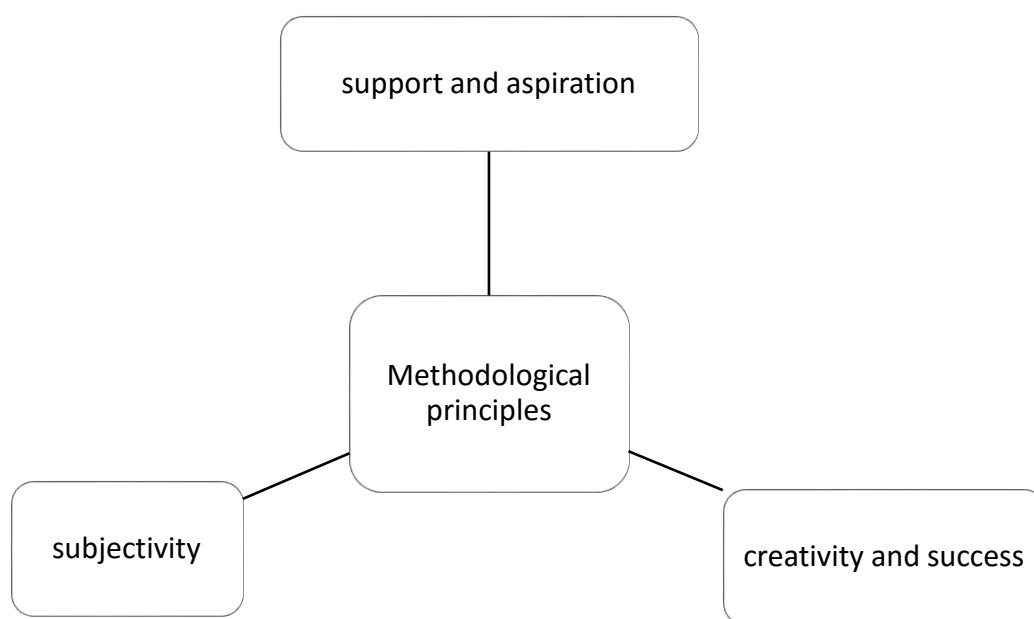 support and aspiration
Methodological
principles
subjectivity
creativity and success